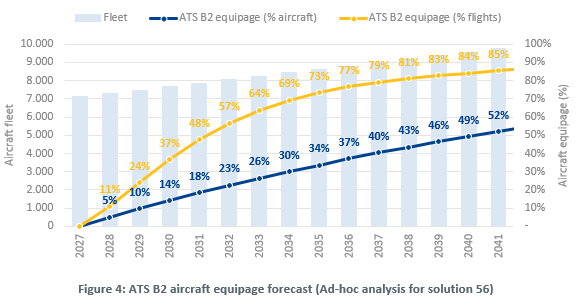 Fleet ATS B2 equipage (% aircraft) ATS B2 equipage (% flights)
10.000 100%
9.000 90%
8.000 80%
7.000 70%
6.000 60%
5.000 50%
4.000 40%
3.000 30%
2.000 20%
1.000 10%
0 -
Aircraft fleet
Aircraft equipage (%)
11% 24% 37% 48% 57% 64% 69% 73% 77% 79% 81% 83% 84% 85%
5% 10% 14% 18% 23% 26% 30% 34% 37% 40% 43% 46% 49% 52%
2027 2028 2029 2030 2031 2032 2033 2034 2035 2036 2037 2038 2039 2040 2041
Figure 4: ATS B2 aircraft equipage forecast (Ad-hoc analysis for solution 56)